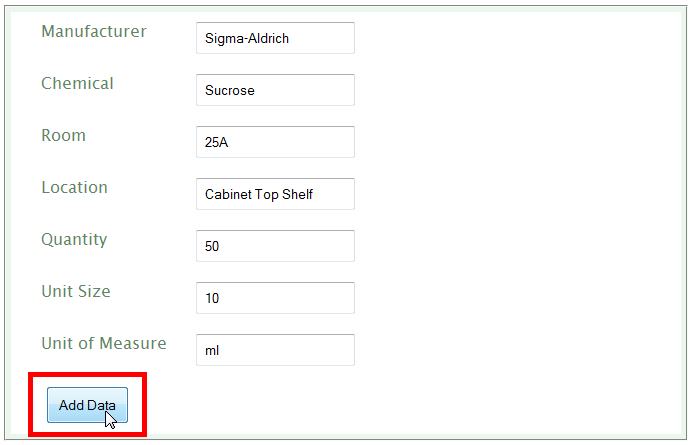 Manufacturer Sigma-Aldrich
Chemical Sucrose
Room 25A
Location Cabinet Top Shelf
Quantity 50
Unit Size 10
Unit of Measure ml
Add Data